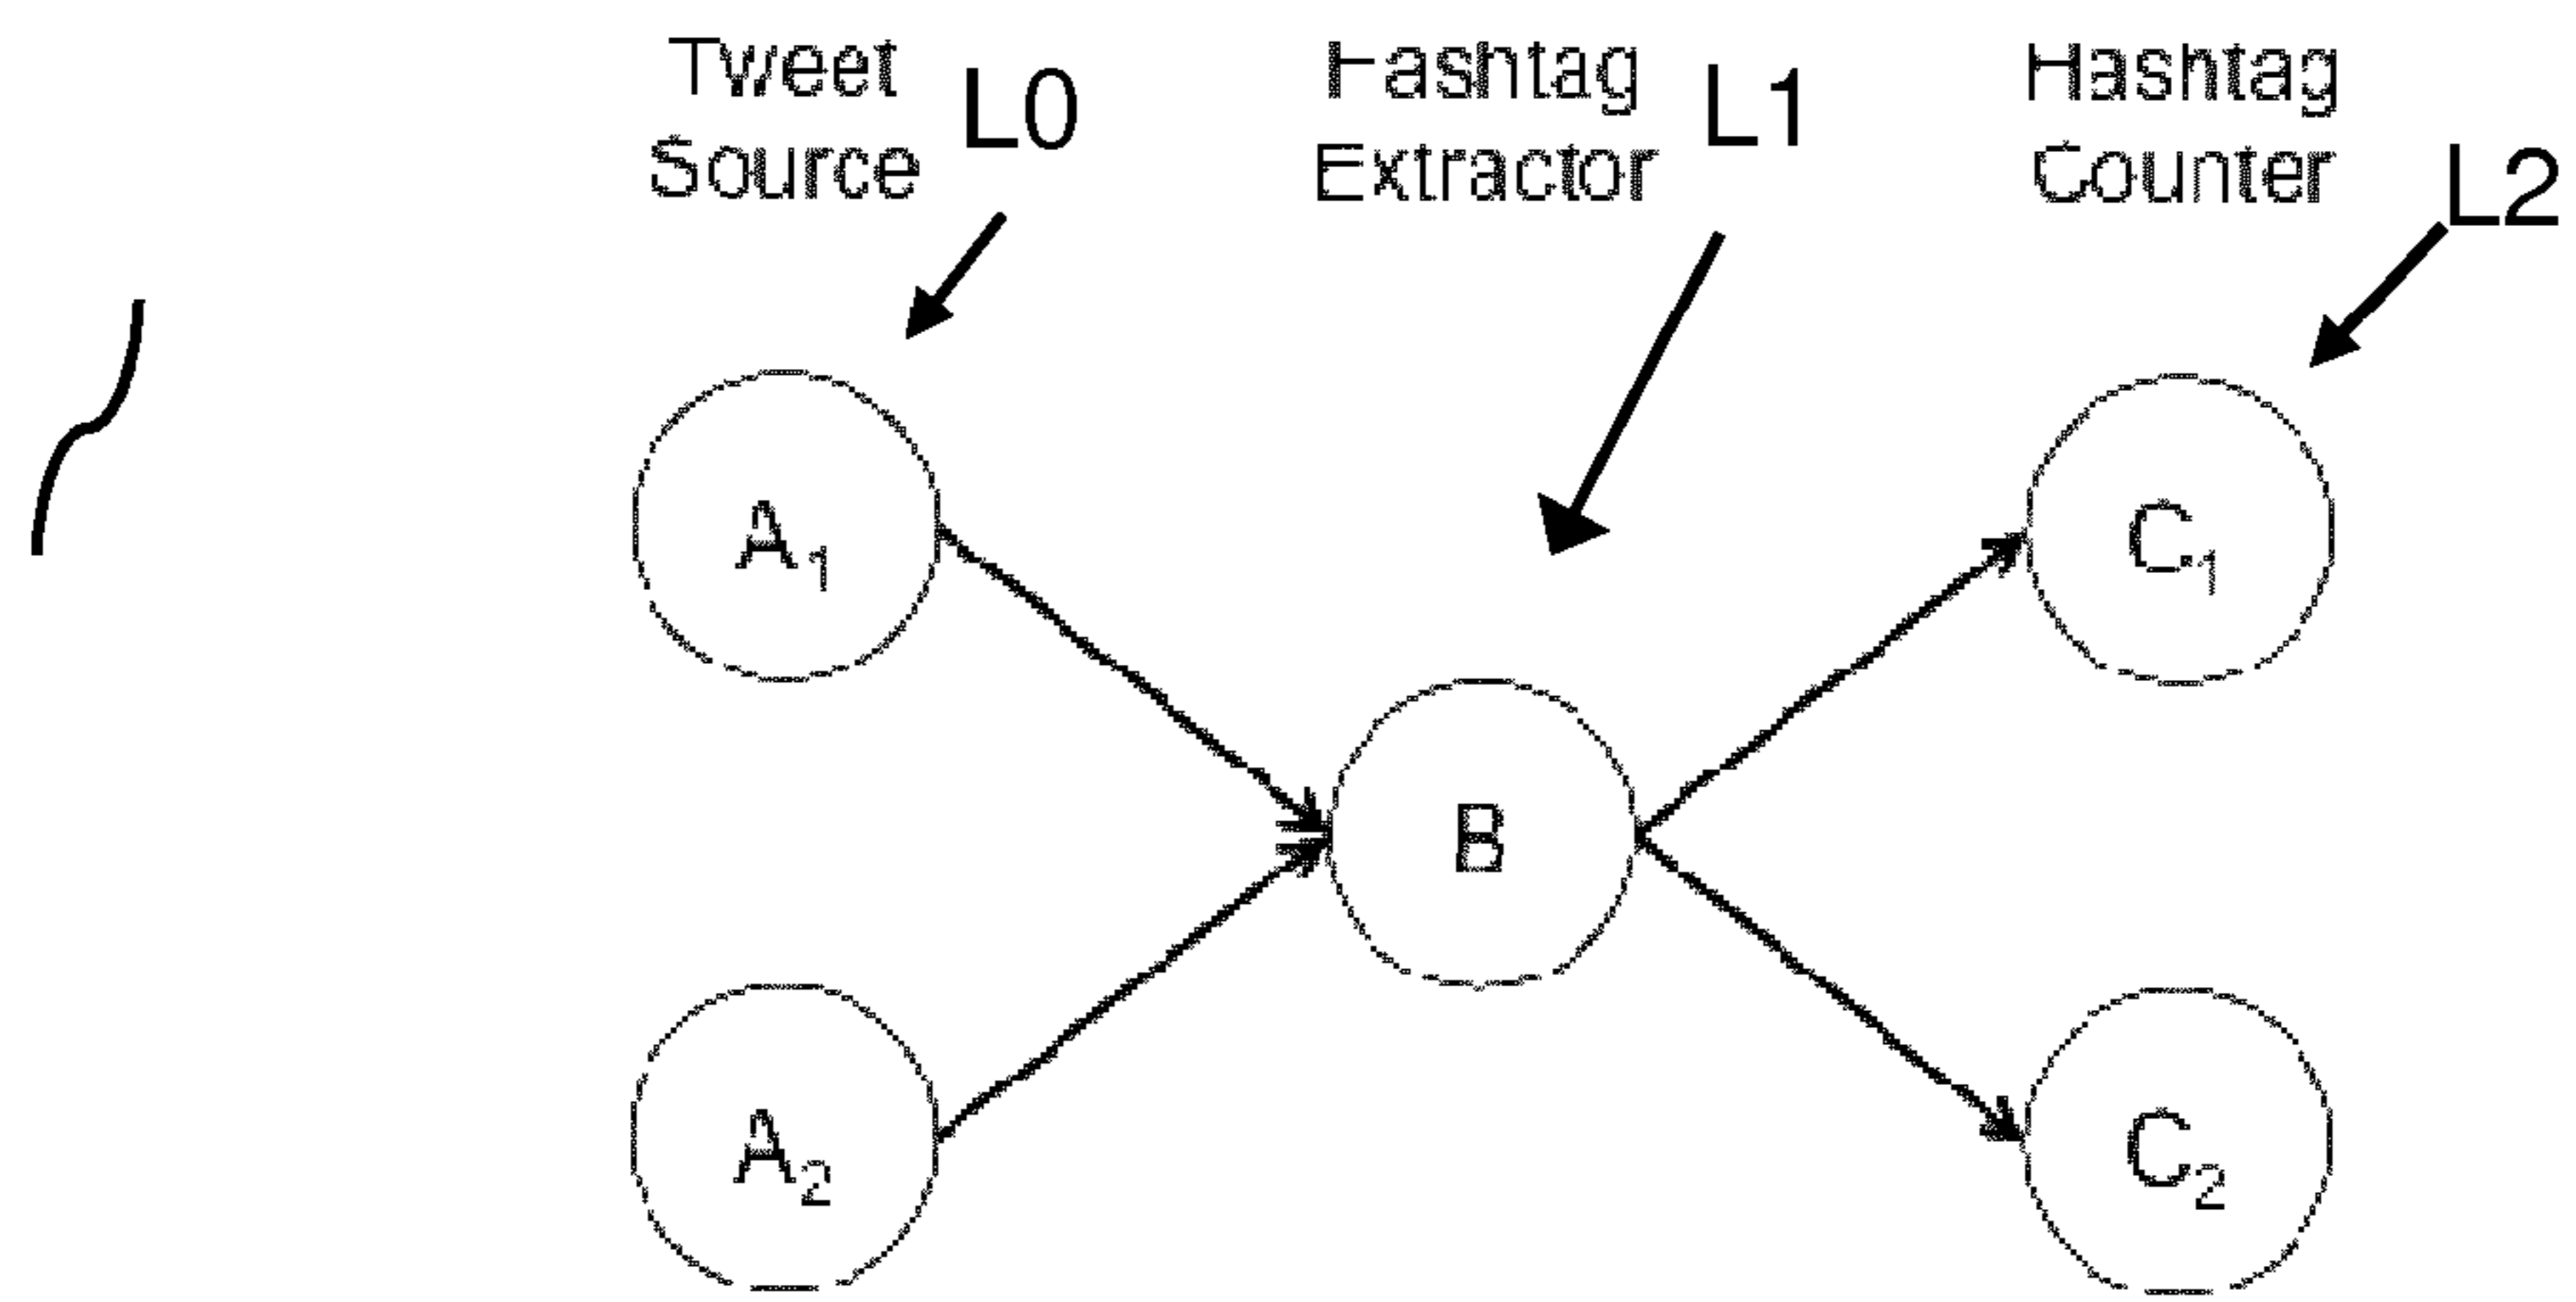 Tweet
Source
L0
Hashtag
Extractor
L1
Hashtag
Counter
L2
A1
C1
B
A2
C2